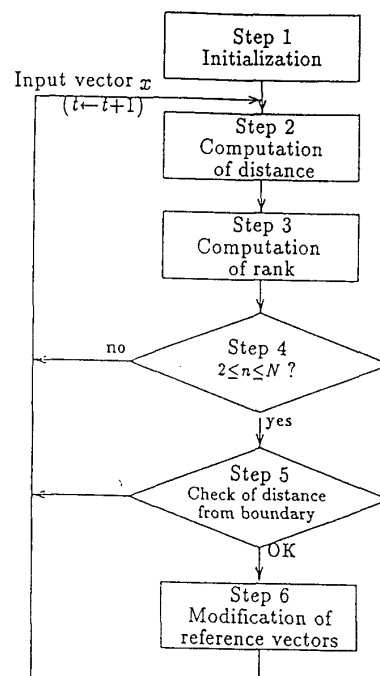 Step 1
Initialization
Input vector x
(t←t+1)
Step 2
Computation
of distance
Step 3
Computation
of rank
Step 4
2≤n≤N ?
no
yes
Step 5
Check of distance
from boundary
OK
Step 6
Modification of
reference vectors